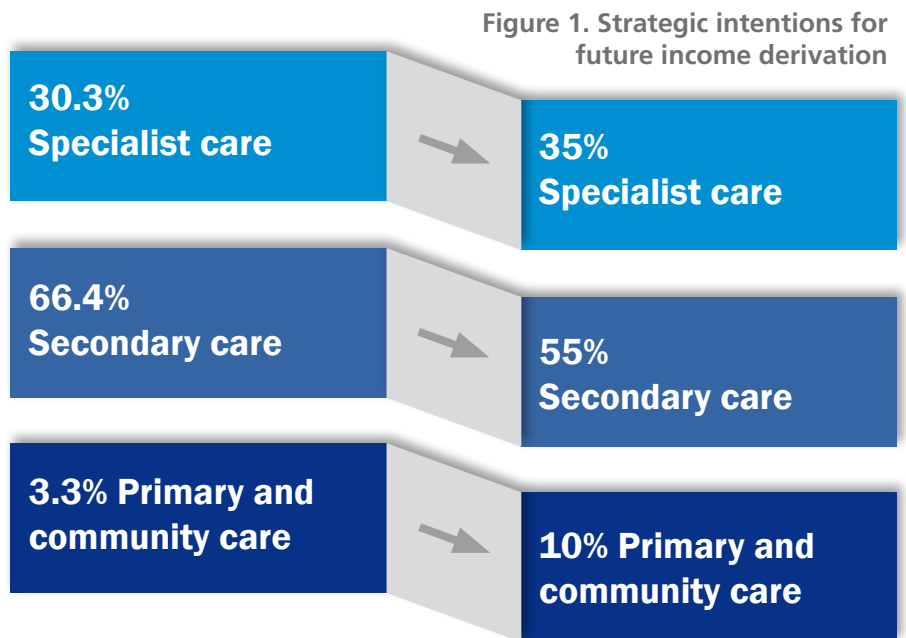 Figure 1. Strategic intentions for
future income derivation
30.3%
Specialist care
35%
Specialist care
66.4%
Secondary care
55%
Secondary care
3.3% Primary and
community care
10% Primary and
community care